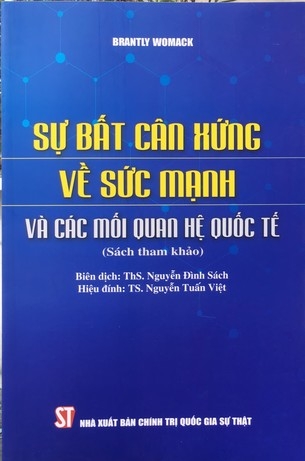 BRANTLY WOMACK
SỰ BẤT CÂN XỨNG
VỀ SỨC MẠNH
VÀ CÁC MỐI QUAN HỆ QUỐC TẾ
(Sách tham khảo)
Biên dịch: ThS. Nguyễn Đình Sách
Hiệu đính: TS. Nguyễn Tuấn Việt
ST NHÀ XUẤT BẢN CHÍNH TRỊ QUỐC GIA SỰ THẬT